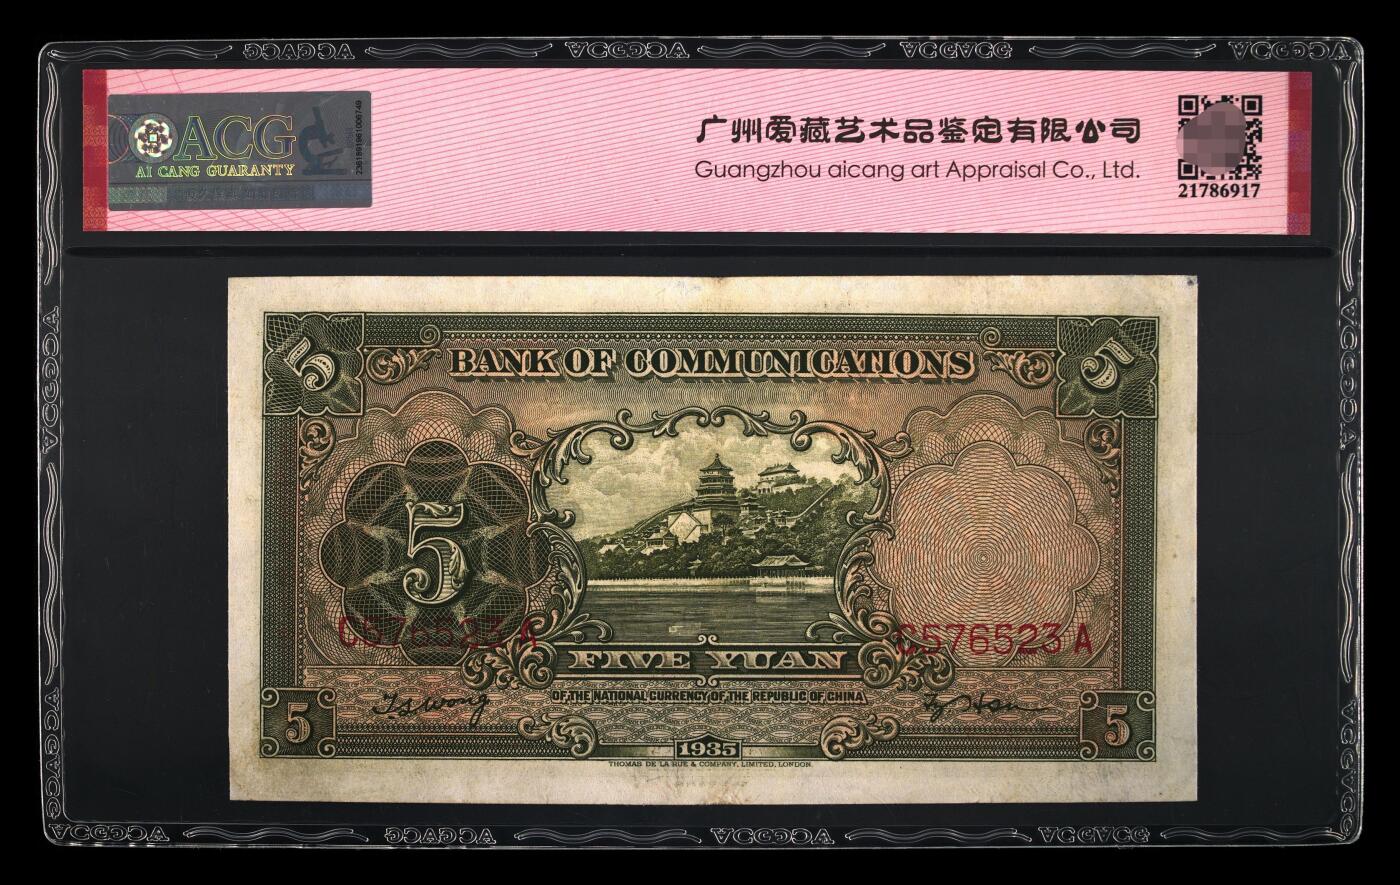 ACG
AI CANG GUARANTY
2361891861006749
广州爱藏艺术品鉴定有限公司
Guangzhou aicang art Appraisal Co., Ltd.
21786917
5 5
BANK OF COMMUNICATIONS
5
C576523 A C576523 A
FIVE YUAN
OF THE NATIONAL CURRENCY OF THE REPUBLIC OF CHINA
T S Wong
5 5
1935
THOMAS DE LA RUE & COMPANY, LIMITED, LONDON.